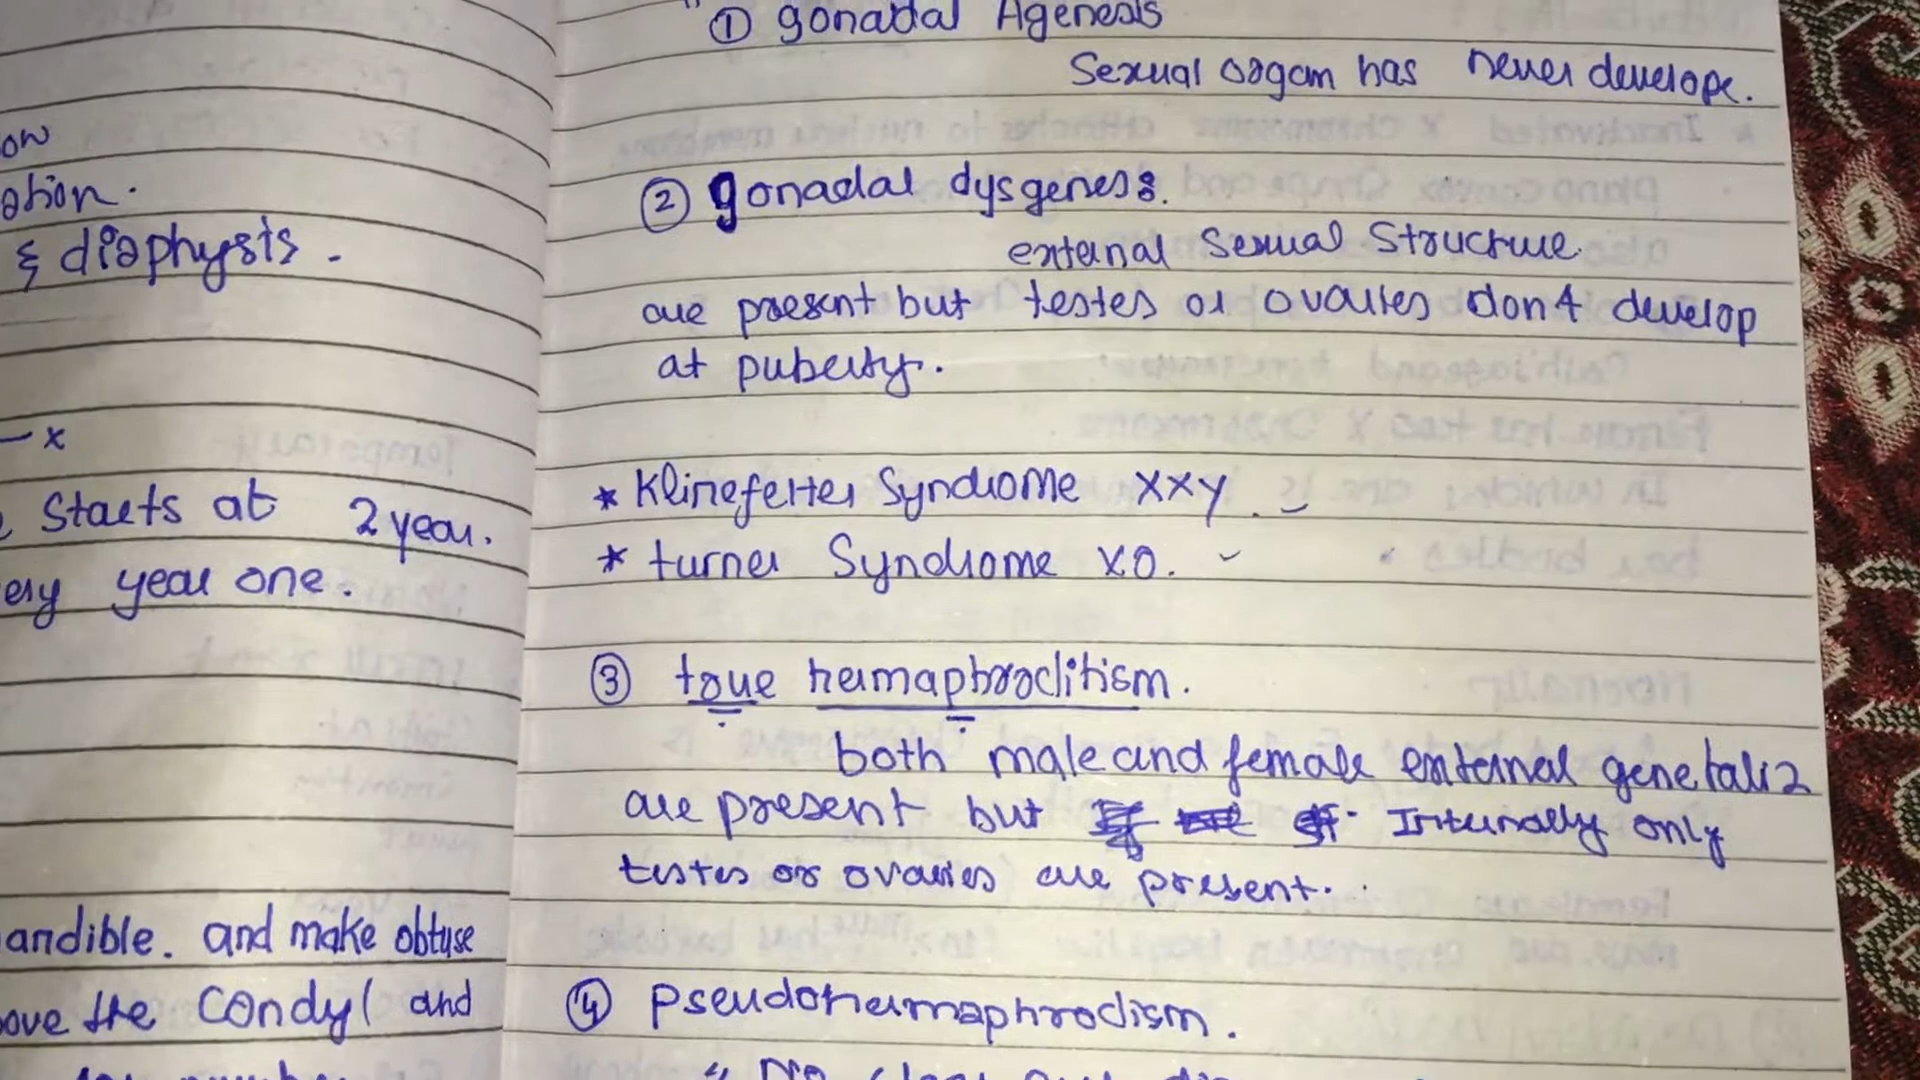 ow
ation.
& diaphysis.
— x
Starts at 2 year.
ery year one.
andible. and make obtuse
ove the condyl and
① gonadal Agenesis
Sexual organ has never develope.
② gonadal dysgenesis.
external Sexual Structure.
are present but testes or ovaries don't develop
at puberty.
* Klinefelter Syndrome XXY.
* turner Syndrome XO.
③ true hermaphroditism.
both male and female external genetalia
are present but Internally only
testes or ovaries are present.
④ Pseudohermaphrodism.